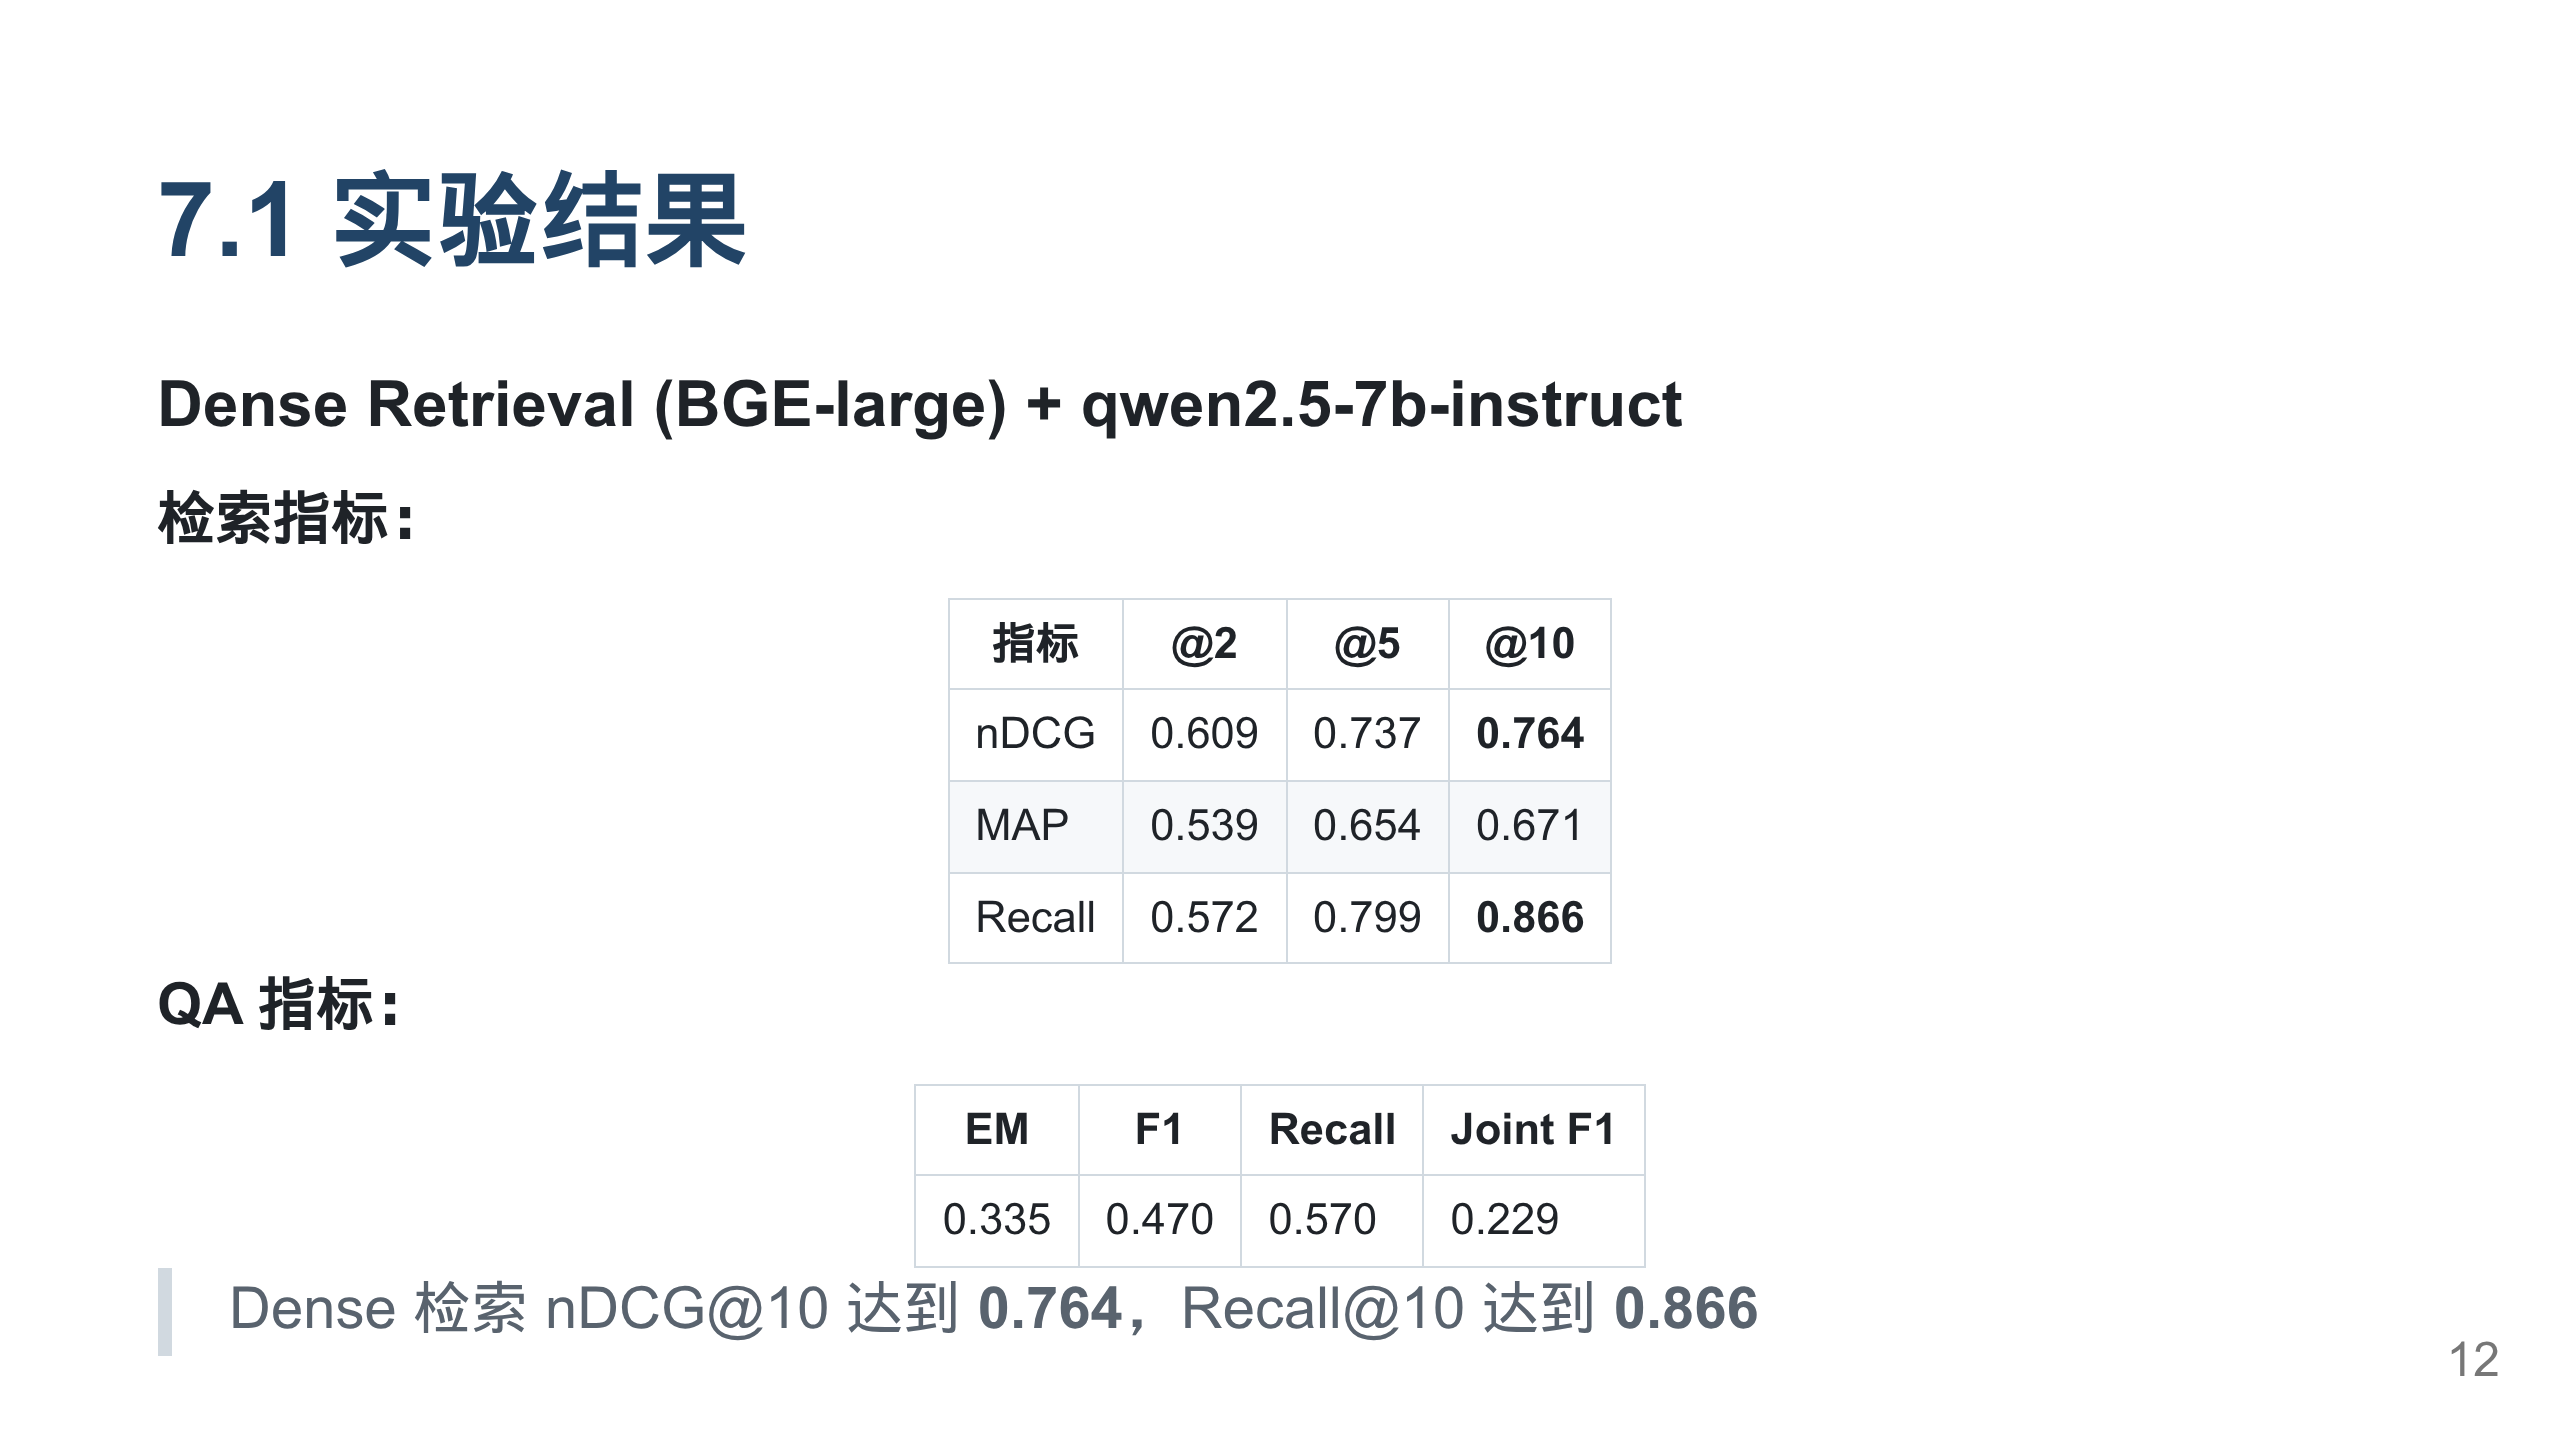 7.1 实验结果
Dense Retrieval (BGE-large) + qwen2.5-7b-instruct
检索指标：
指标 @2 @5 @10
nDCG 0.609 0.737 0.764
MAP 0.539 0.654 0.671
Recall 0.572 0.799 0.866
QA 指标：
EM F1 Recall Joint F1
0.335 0.470 0.570 0.229
Dense 检索 nDCG@10 达到 0.764，Recall@10 达到 0.866
12